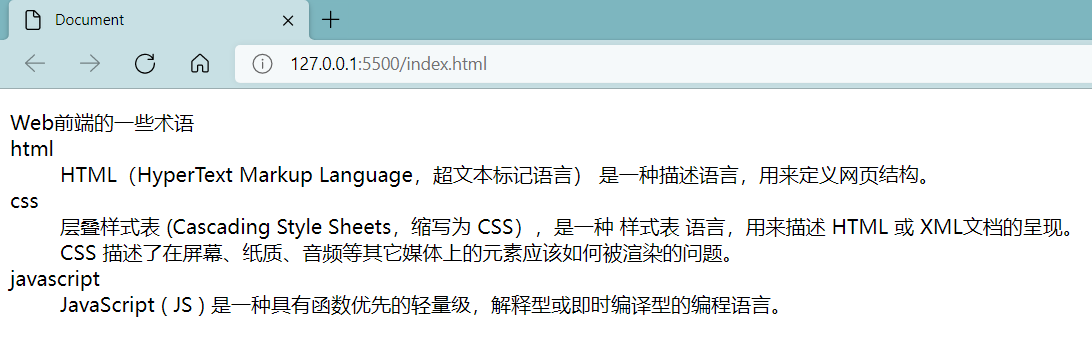 Document
127.0.0.1:5500/index.html
Web前端的一些术语
html
HTML（HyperText Markup Language，超文本标记语言） 是一种描述语言，用来定义网页结构。
css
层叠样式表 (Cascading Style Sheets，缩写为 CSS），是一种 样式表 语言，用来描述 HTML 或 XML文档的呈现。
CSS 描述了在屏幕、纸质、音频等其它媒体上的元素应该如何被渲染的问题。
javascript
JavaScript ( JS ) 是一种具有函数优先的轻量级，解释型或即时编译型的编程语言。